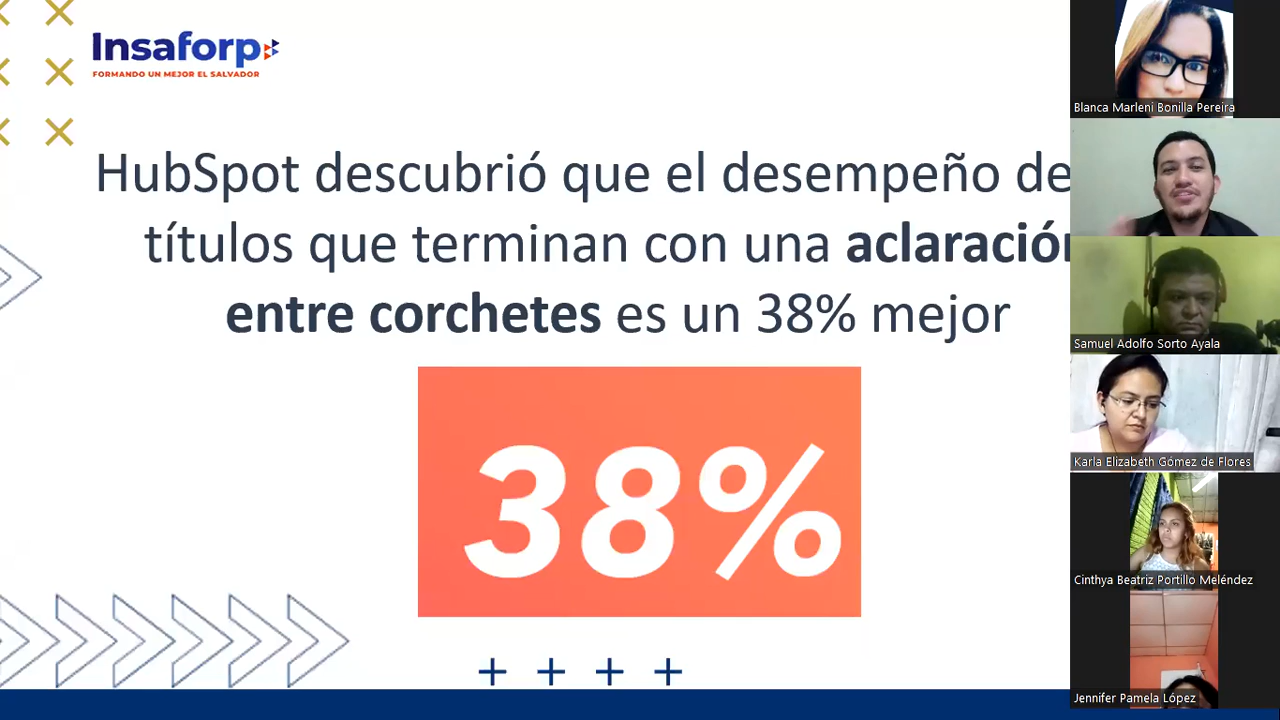 Insaforp
FORMANDO UN MEJOR EL SALVADOR
HubSpot descubrió que el desempeño de
títulos que terminan con una aclaración
entre corchetes es un 38% mejor
38%
Blanca Marleni Bonilla Pereira
Samuel Adolfo Sorto Ayala
Karla Elizabeth Gómez de Flores
Cinthya Beatriz Portillo Meléndez
Jennifer Pamela López